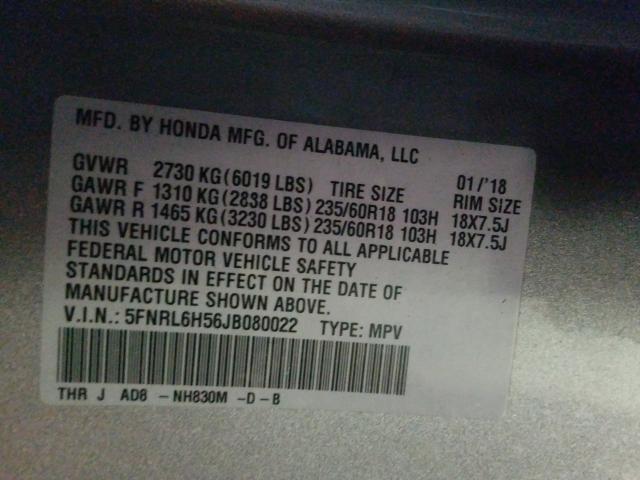 MFD. BY HONDA MFG. OF ALABAMA, LLC
GVWR 2730 KG(6019 LBS) TIRE SIZE 01/'18 RIM SIZE
GAWR F 1310 KG(2838 LBS) 235/60R18 103H 18X7.5J
GAWR R 1465 KG(3230 LBS) 235/60R18 103H 18X7.5J
THIS VEHICLE CONFORMS TO ALL APPLICABLE
FEDERAL MOTOR VEHICLE SAFETY
STANDARDS IN EFFECT ON THE DATE OF
MANUFACTURE SHOWN ABOVE.
V.I.N.: 5FNRL6H56JB080022 TYPE: MPV
THR J AD8 -NH830M -D-B